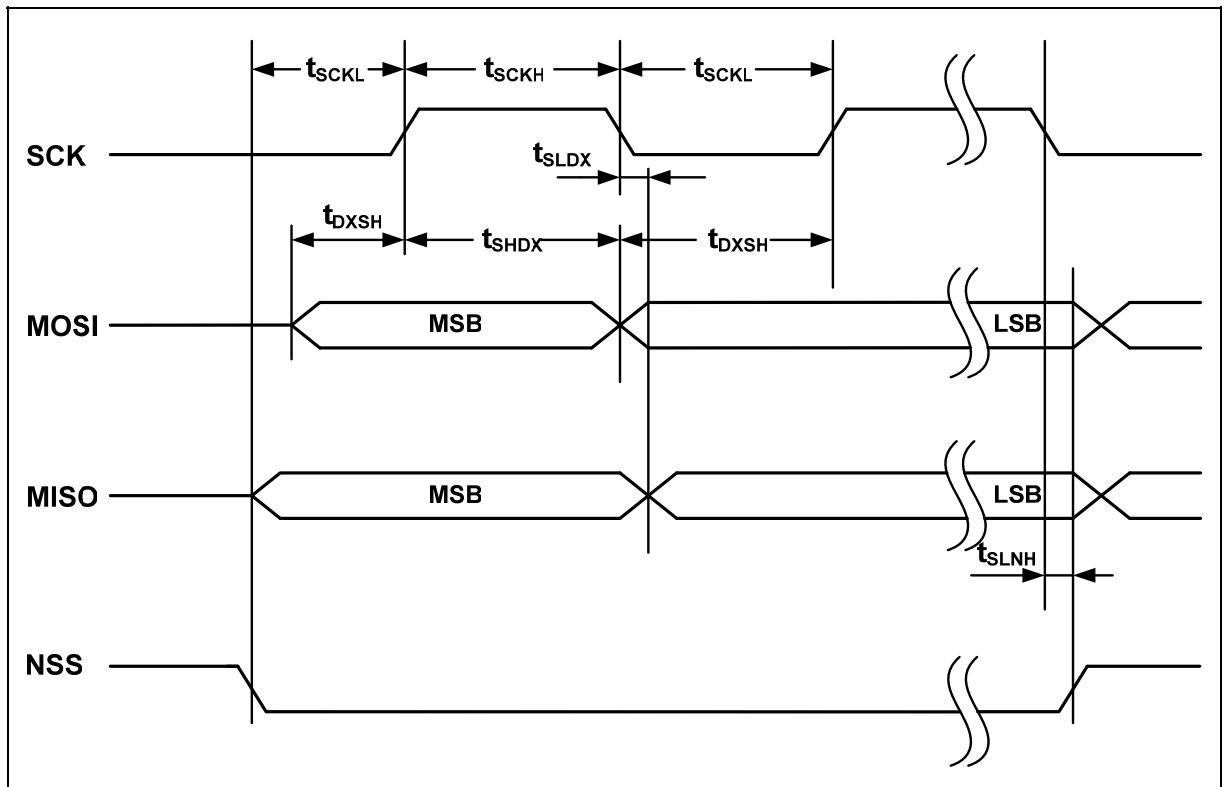 tSCKL tSCKH tSCKL
SCK
tSLDX
tDXSH tSHDX tDXSH
MOSI MSB LSB
MISO MSB LSB
tSLNH
NSS